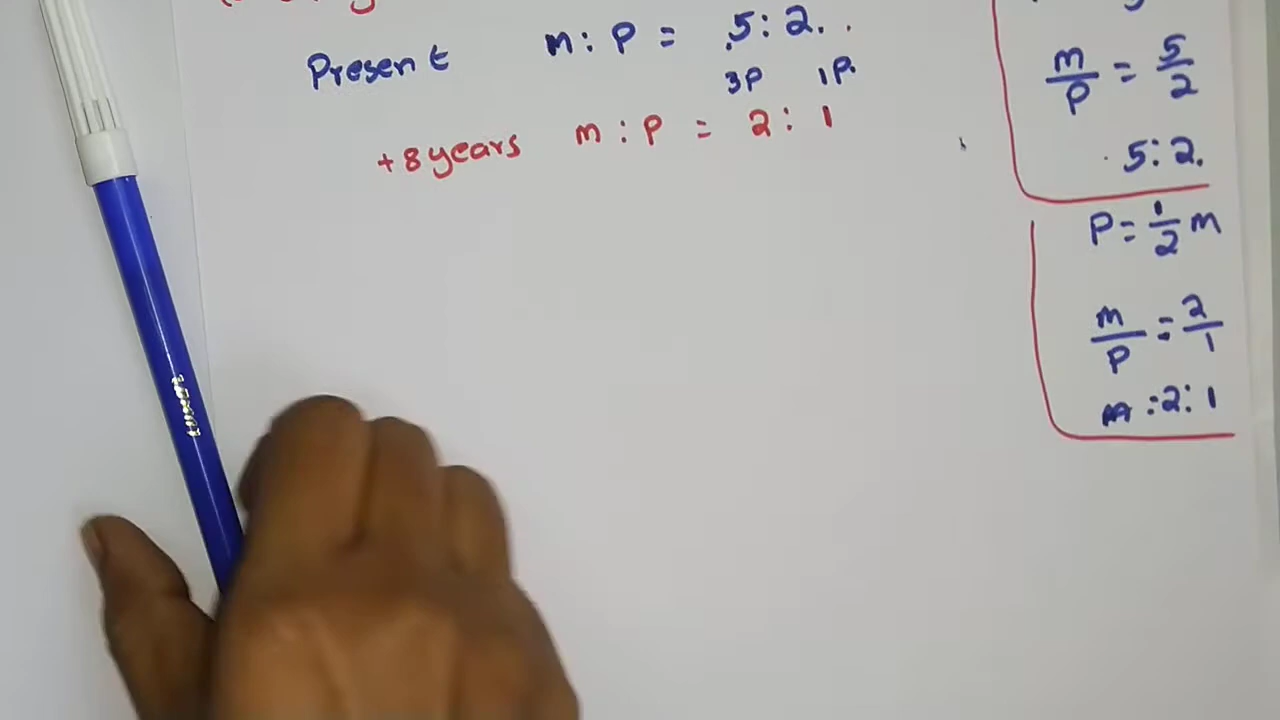 Present m : P = 5 : 2
3P 1P
+8 years m : P = 2 : 1
m/P = 5/2
5 : 2
P = 1/2 m
m/P = 2/1
: 2 : 1